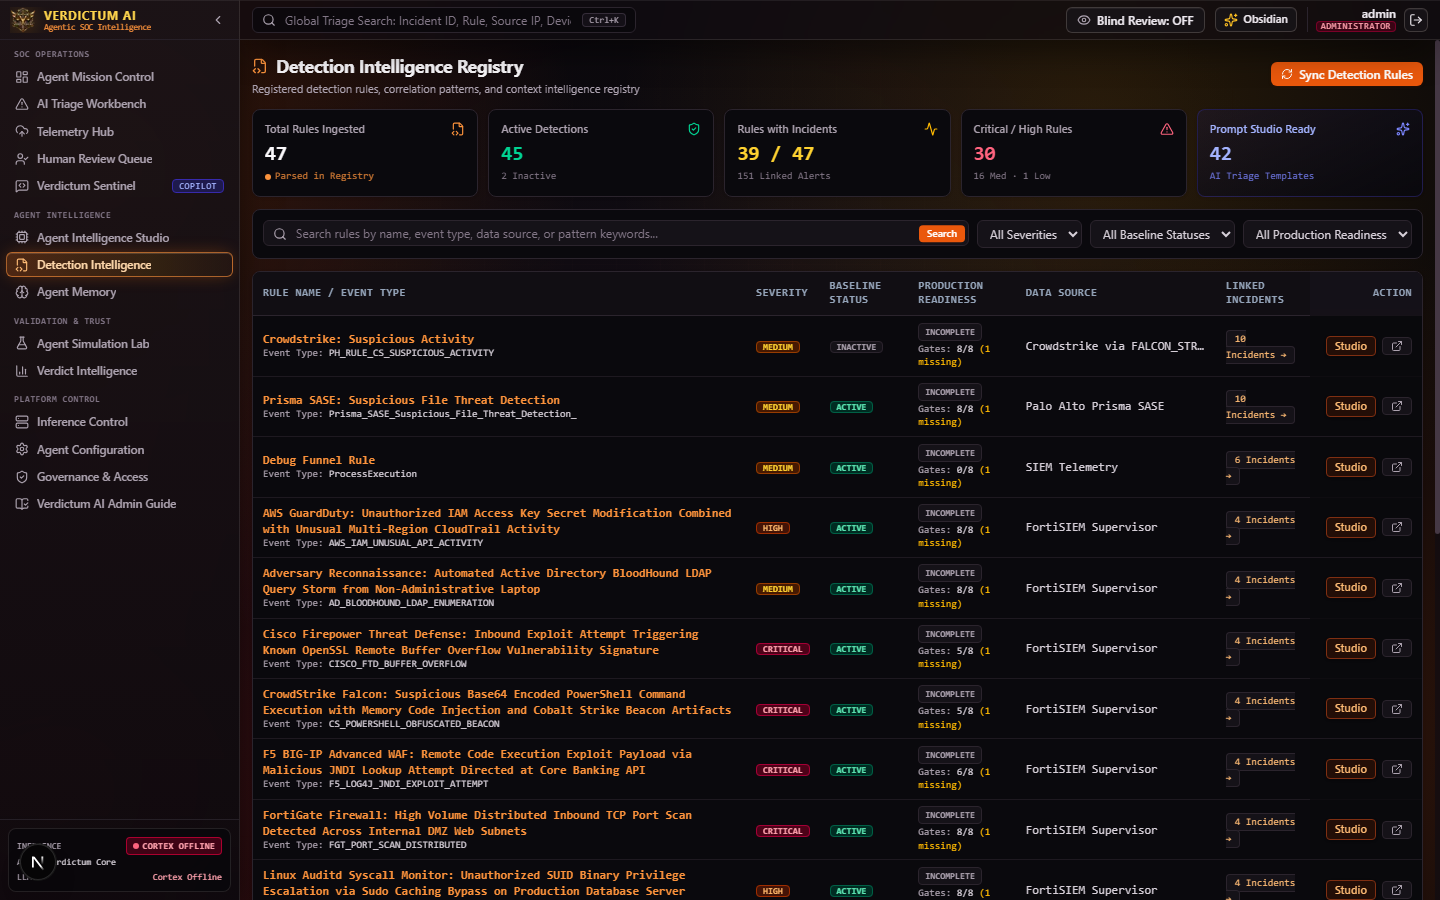 VERDICTUM AI
Agentic SOC Intelligence
Global Triage Search: Incident ID, Rule, Source IP, Devi
Ctrl+K
Blind Review: OFF
Obsidian
admin
ADMINISTRATOR
SOC OPERATIONS
Agent Mission Control
AI Triage Workbench
Telemetry Hub
Human Review Queue
Verdictum Sentinel
COPILOT
AGENT INTELLIGENCE
Agent Intelligence Studio
Detection Intelligence
Agent Memory
VALIDATION & TRUST
Agent Simulation Lab
Verdict Intelligence
PLATFORM CONTROL
Inference Control
Agent Configuration
Governance & Access
Verdictum AI Admin Guide
CORTEX OFFLINE
N
rdictum Core
Cortex Offline
Detection Intelligence Registry
Registered detection rules, correlation patterns, and context intelligence registry
Sync Detection Rules
Total Rules Ingested
47
Parsed in Registry
Active Detections
45
2 Inactive
Rules with Incidents
39 / 47
151 Linked Alerts
Critical / High Rules
30
16 Med · 1 Low
Prompt Studio Ready
42
AI Triage Templates
Search rules by name, event type, data source, or pattern keywords...
Search
All Severities
All Baseline Statuses
All Production Readiness
RULE NAME / EVENT TYPE
SEVERITY
BASELINE
STATUS
PRODUCTION
READINESS
DATA SOURCE
LINKED
INCIDENTS
ACTION
Crowdstrike: Suspicious Activity
Event Type: PH_RULE_CS_SUSPICIOUS_ACTIVITY
MEDIUM
INACTIVE
INCOMPLETE
Gates: 8/8 (1
missing)
Crowdstrike via FALCON_STR…
10
Incidents →
Studio
Prisma SASE: Suspicious File Threat Detection
Event Type: Prisma_SASE_Suspicious_File_Threat_Detection_
MEDIUM
ACTIVE
INCOMPLETE
Gates: 8/8 (1
missing)
Palo Alto Prisma SASE
10
Incidents →
Studio
Debug Funnel Rule
Event Type: ProcessExecution
MEDIUM
ACTIVE
INCOMPLETE
Gates: 0/8 (1
missing)
SIEM Telemetry
6 Incidents
→
Studio
AWS GuardDuty: Unauthorized IAM Access Key Secret Modification Combined
with Unusual Multi-Region CloudTrail Activity
Event Type: AWS_IAM_UNUSUAL_API_ACTIVITY
HIGH
ACTIVE
INCOMPLETE
Gates: 8/8 (1
missing)
FortiSIEM Supervisor
4 Incidents
→
Studio
Adversary Reconnaissance: Automated Active Directory BloodHound LDAP
Query Storm from Non-Administrative Laptop
Event Type: AD_BLOODHOUND_LDAP_ENUMERATION
MEDIUM
ACTIVE
INCOMPLETE
Gates: 8/8 (1
missing)
FortiSIEM Supervisor
4 Incidents
→
Studio
Cisco Firepower Threat Defense: Inbound Exploit Attempt Triggering
Known OpenSSL Remote Buffer Overflow Vulnerability Signature
Event Type: CISCO_FTD_BUFFER_OVERFLOW
CRITICAL
ACTIVE
INCOMPLETE
Gates: 5/8 (1
missing)
FortiSIEM Supervisor
4 Incidents
→
Studio
CrowdStrike Falcon: Suspicious Base64 Encoded PowerShell Command
Execution with Memory Code Injection and Cobalt Strike Beacon Artifacts
Event Type: CS_POWERSHELL_OBFUSCATED_BEACON
CRITICAL
ACTIVE
INCOMPLETE
Gates: 5/8 (1
missing)
FortiSIEM Supervisor
4 Incidents
→
Studio
F5 BIG-IP Advanced WAF: Remote Code Execution Exploit Payload via
Malicious JNDI Lookup Attempt Directed at Core Banking API
Event Type: F5_LOG4J_JNDI_EXPLOIT_ATTEMPT
CRITICAL
ACTIVE
INCOMPLETE
Gates: 6/8 (1
missing)
FortiSIEM Supervisor
4 Incidents
→
Studio
FortiGate Firewall: High Volume Distributed Inbound TCP Port Scan
Detected Across Internal DMZ Web Subnets
Event Type: FGT_PORT_SCAN_DISTRIBUTED
CRITICAL
ACTIVE
INCOMPLETE
Gates: 8/8 (1
missing)
FortiSIEM Supervisor
4 Incidents
→
Studio
Linux Auditd Syscall Monitor: Unauthorized SUID Binary Privilege
Escalation via Sudo Caching Bypass on Production Database Server
HIGH
ACTIVE
INCOMPLETE
Gates: 8/8 (1
FortiSIEM Supervisor
4 Incidents
Studio